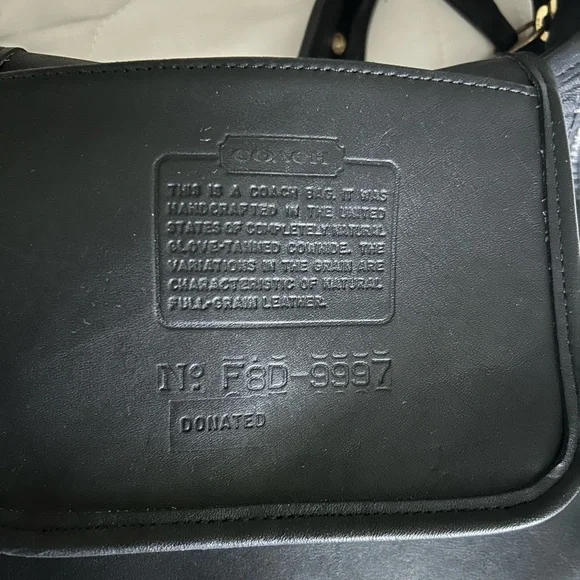 COACH
THIS IS A COACH BAG. IT WAS
HANDCRAFTED IN THE UNITED
STATES OF COMPLETELY NATURAL
GLOVE-TANNED COWHIDE. THE
VARIATIONS IN THE GRAIN ARE
CHARACTERISTIC OF NATURAL
FULL-GRAIN LEATHER.
Nº F8D-9997
DONATED